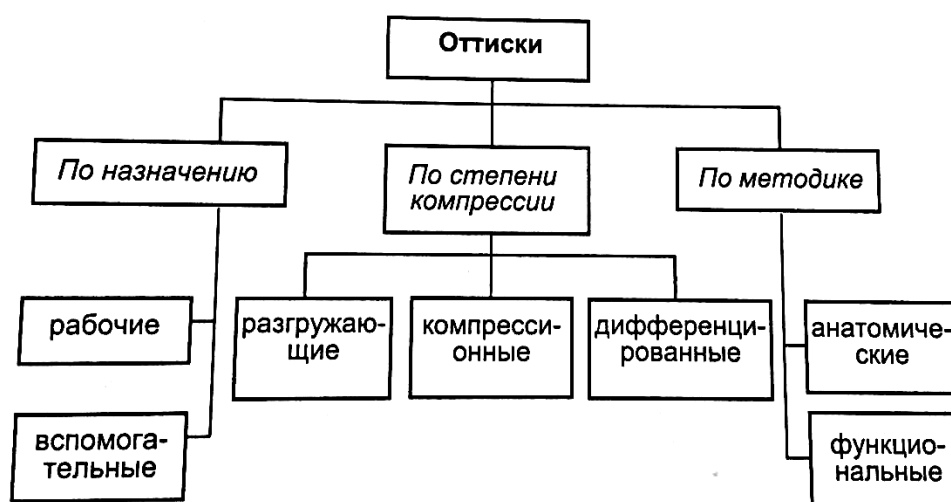 Оттиски
По назначению
По степени
компрессии
По методике
рабочие
вспомога-
тельные
разгружаю-
щие
компресси-
онные
дифференци-
рованные
анатомиче-
ские
функцио-
нальные